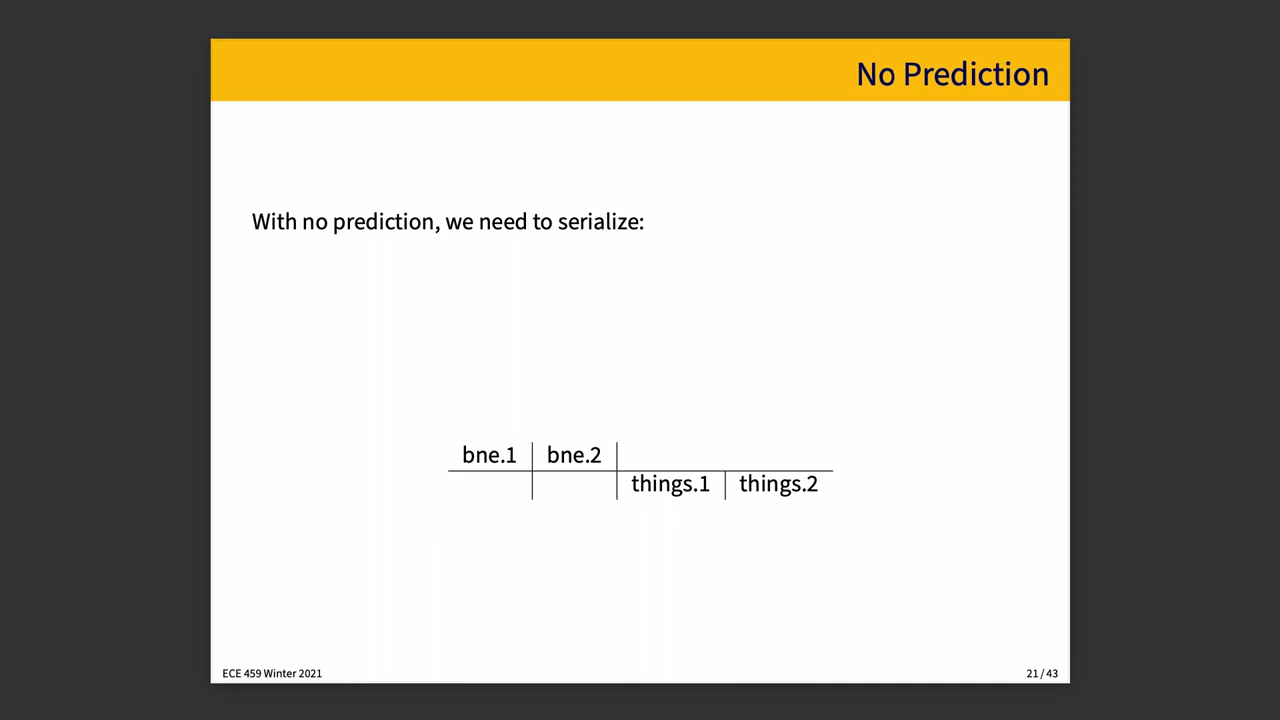 No Prediction
With no prediction, we need to serialize:
bne.1 bne.2
things.1 things.2
ECE 459 Winter 2021
21 / 43